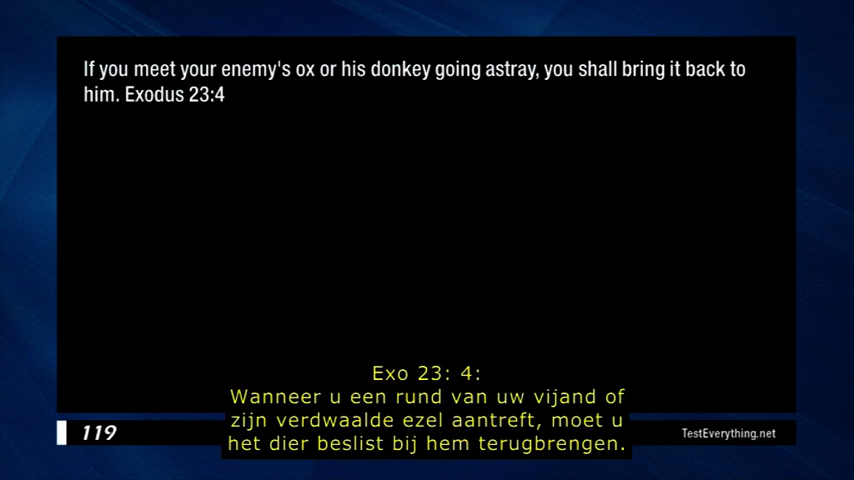 If you meet your enemy's ox or his donkey going astray, you shall bring it back to
him. Exodus 23:4
Exo 23: 4:
Wanneer u een rund van uw vijand of
zijn verdwaalde ezel aantreft, moet u
het dier beslist bij hem terugbrengen.
119
TestEverything.net